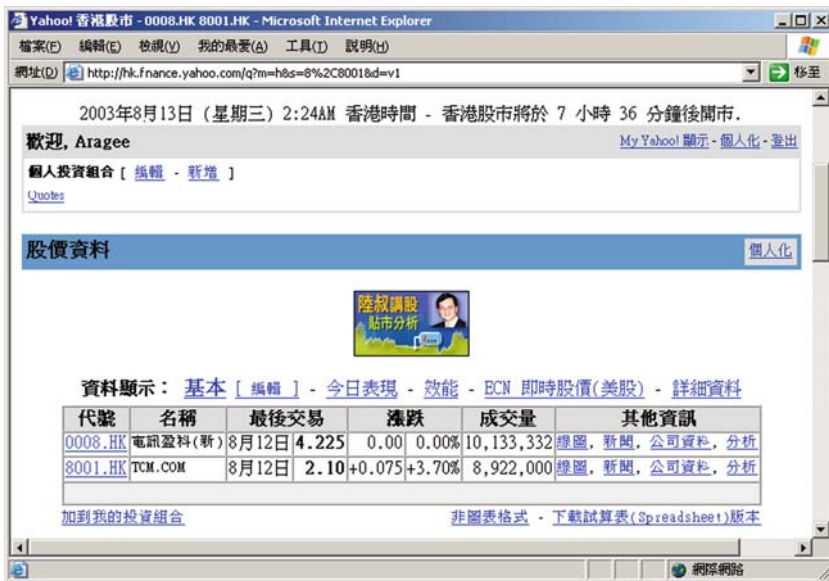 Yahoo! 香港股市 - 0008.HK 8001.HK - Microsoft Internet Explorer
檔案(F) 編輯(E) 檢視(V) 我的最愛(A) 工具(T) 說明(H)
網址(D) http://hk.fnance.yahoo.com/q?m=h&s=8%2C8001&d=v1 移至
2003年8月13日 (星期三) 2:24AM 香港時間 - 香港股市將於 7 小時 36 分鐘後開市.
歡迎, Aragee My Yahoo! 顯示 - 個人化 - 登出
個人投資組合 [ 編輯 - 新增 ]
Quotes
股價資料 個人化
陸叔講股
貼市分析
資料顯示: 基本 [ 編輯 ] - 今日表現 - 效能 - ECN 即時股價(美股) - 詳細資料
代號 名稱 最後交易 漲跌 成交量 其他資訊
0008.HK 電訊盈科(新) 8月12日 4.225 0.00 0.00% 10,133,332 線圖, 新聞, 公司資料, 分析
8001.HK TCM.COM 8月12日 2.10 +0.075 +3.70% 8,922,000 線圖, 新聞, 公司資料, 分析
加到我的投資組合 非圖表格式 - 下載試算表(Spreadsheet)版本
網際網路